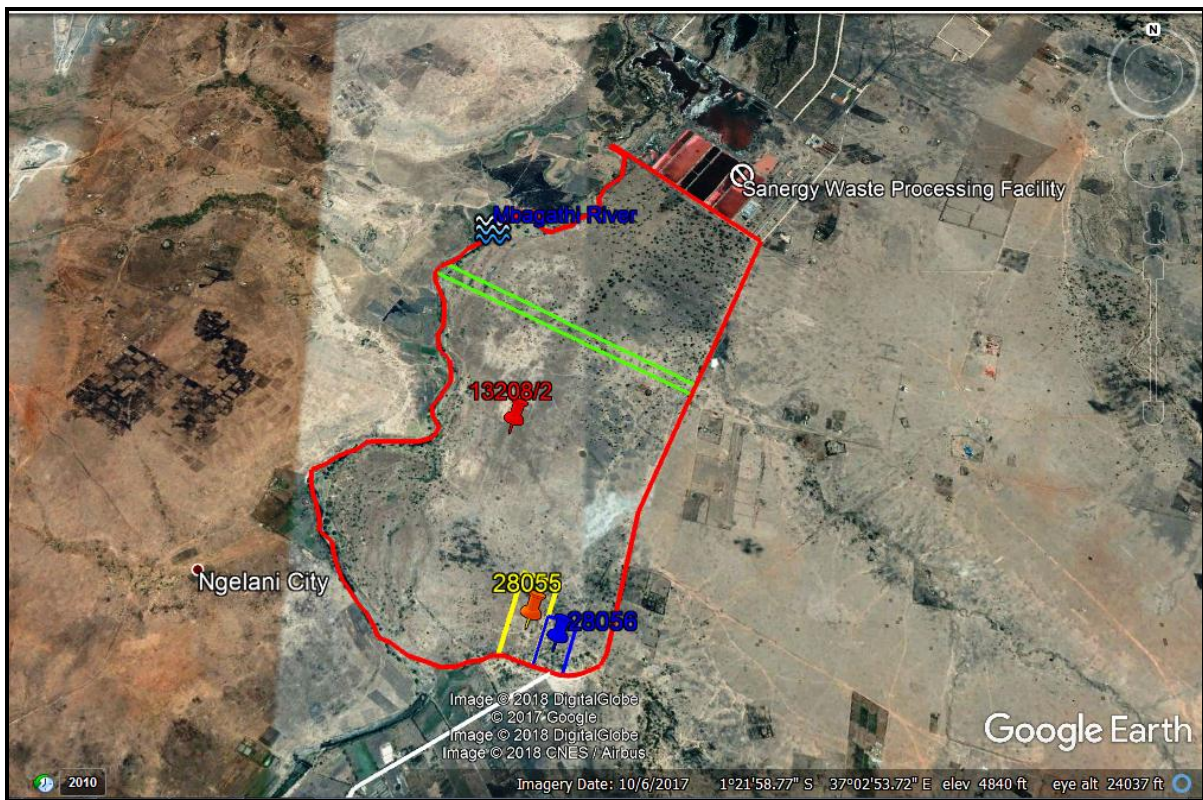 N
Sanergy Waste Processing Facility
Mbagathi River
13208/2
28055
Ngelani City
28056
Image © 2018 DigitalGlobe
© 2017 Google
Image © 2018 DigitalGlobe
Image © 2018 CNES / Airbus
Google Earth
2010
Imagery Date: 10/6/2017 1°21'58.77" S 37°02'53.72" E elev 4840 ft eye alt 24037 ft